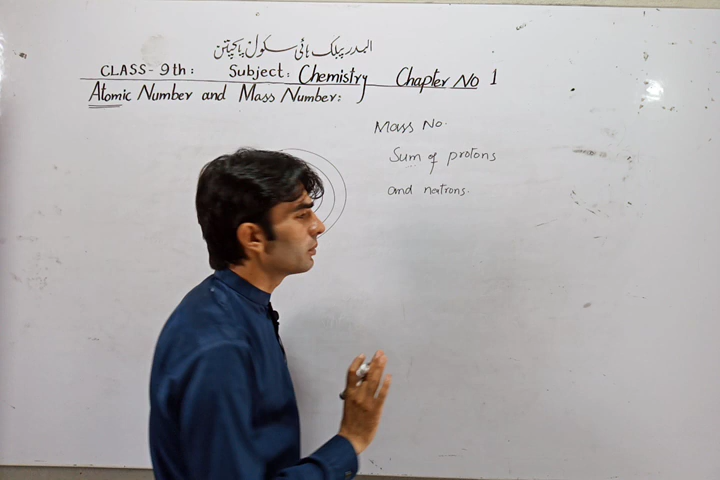 البدر پبلک ہائی سکول پاکپتن
CLASS-9th: Subject: Chemistry Chapter No 1
Atomic Number and Mass Number:
Mass No.
Sum of protons
and neutrons.